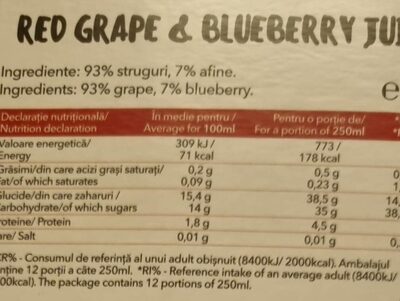 RED GRAPE & BLUEBERRY
Ingrediente: 93% struguri, 7% afine.
Ingredients: 93% grape, 7% blueberry.
Declarație nutrițională/ În medie pentru / Pentru o porție de/
Nutrition declaration Average for 100ml For a portion of 250ml
Valoare energetică/ 309 kJ / 773 /
Energy 71 kcal 178 kcal
Grăsimi/din care acizi grași saturați/ 0,2 g 0,5 g
Fat/of which saturates 0,09 g 0,23 g
Glucide/din care zaharuri / 15,4 g 38,5 g
Carbohydrate/of which sugars 14 g 35 g
Proteine/ Protein 1,8 g 4,5 g
Sare/ Salt 0,01 g 0,01 g
CR% - Consumul de referință al unui adult obișnuit (8400kJ/ 2000kcal). Ambalajul
conține 12 porții a câte 250ml. *RI% - Reference intake of an average adult (8400kJ/
2000kcal). The package contains 12 portions of 250ml.